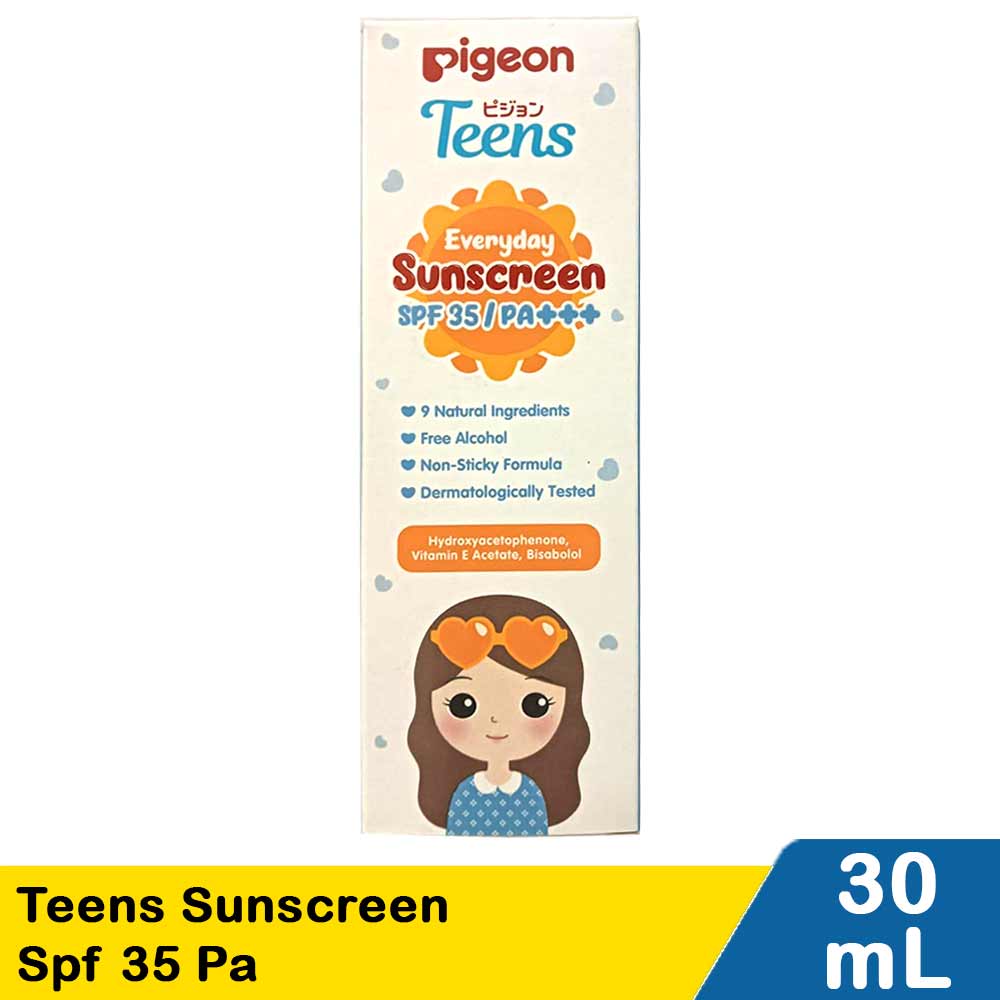 pigeon
ピジョン
Teens
Everyday
Sunscreen
SPF 35/PA+++
9 Natural Ingredients
Free Alcohol
Non-Sticky Formula
Dermatologically Tested
Hydroxyacetophenone,
Vitamin E Acetate, Bisabolol
Teens Sunscreen
Spf 35 Pa
30
mL